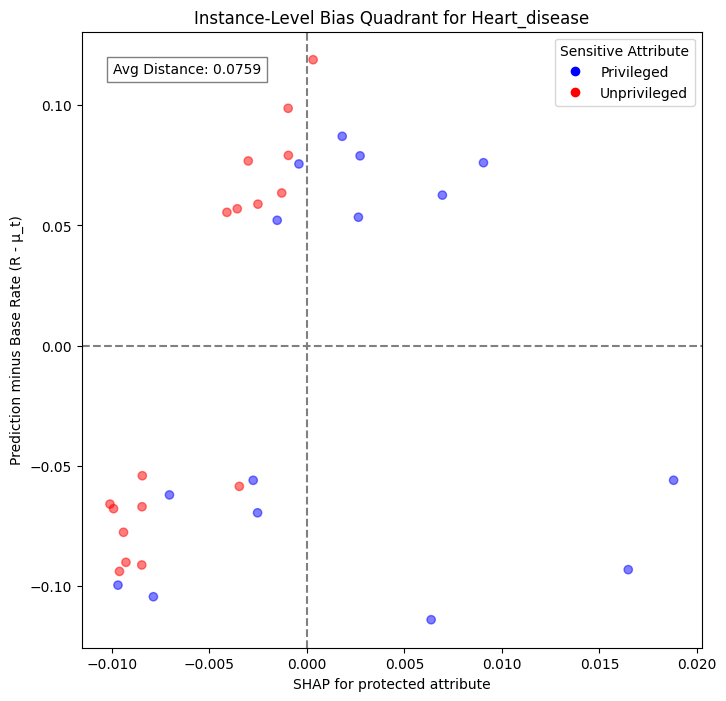 Instance-Level Bias Quadrant for Heart_disease
Avg Distance: 0.0759
Sensitive Attribute
Privileged
Unprivileged
Prediction minus Base Rate (R - μ_t)
0.10
0.05
0.00
−0.05
−0.10
−0.010
−0.005
0.000
0.005
0.010
0.015
0.020
SHAP for protected attribute